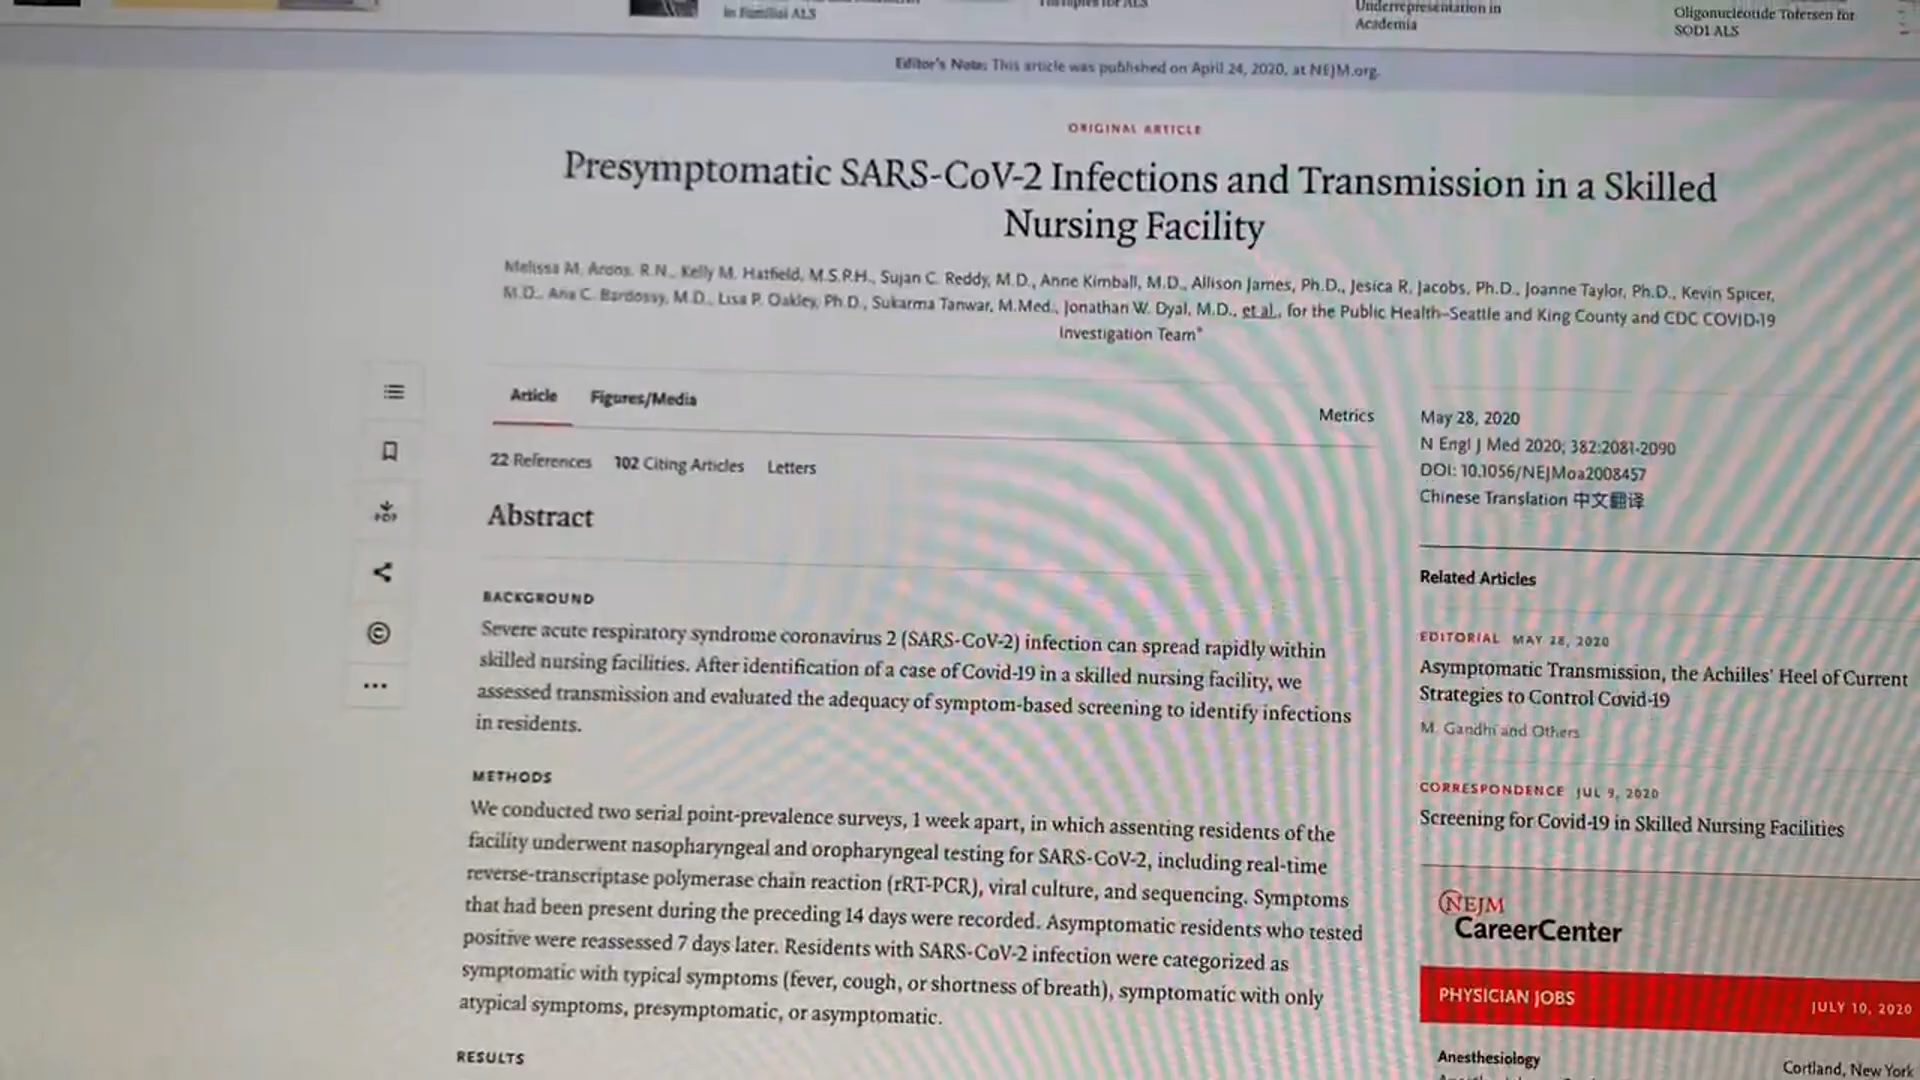 in Familial ALS
Therapies for ALS
Underrepresentation in
Academia
Oligonucleotide Tofersen for
SOD1 ALS
Editor's Note: This article was published on April 24, 2020, at NEJM.org.
ORIGINAL ARTICLE
Presymptomatic SARS-CoV-2 Infections and Transmission in a Skilled
Nursing Facility
Melissa M. Arons, R.N., Kelly M. Hatfield, M.S.P.H., Sujan C. Reddy, M.D., Anne Kimball, M.D., Allison James, Ph.D., Jesica R. Jacobs, Ph.D., Joanne Taylor, Ph.D., Kevin Spicer,
M.D., Ana C. Bardossy, M.D., Lisa P. Oakley, Ph.D., Sukarma Tanwar, M.Med., Jonathan W. Dyal, M.D., et al., for the Public Health–Seattle and King County and CDC COVID-19
Investigation Team*
Article Figures/Media
Metrics
22 References 102 Citing Articles Letters
PDF
Abstract
BACKGROUND
Severe acute respiratory syndrome coronavirus 2 (SARS-CoV-2) infection can spread rapidly within
skilled nursing facilities. After identification of a case of Covid-19 in a skilled nursing facility, we
assessed transmission and evaluated the adequacy of symptom-based screening to identify infections
in residents.
METHODS
We conducted two serial point-prevalence surveys, 1 week apart, in which assenting residents of the
facility underwent nasopharyngeal and oropharyngeal testing for SARS-CoV-2, including real-time
reverse-transcriptase polymerase chain reaction (rRT-PCR), viral culture, and sequencing. Symptoms
that had been present during the preceding 14 days were recorded. Asymptomatic residents who tested
positive were reassessed 7 days later. Residents with SARS-CoV-2 infection were categorized as
symptomatic with typical symptoms (fever, cough, or shortness of breath), symptomatic with only
atypical symptoms, presymptomatic, or asymptomatic.
RESULTS
May 28, 2020
N Engl J Med 2020; 382:2081-2090
DOI: 10.1056/NEJMoa2008457
Chinese Translation 中文翻译
Related Articles
EDITORIAL MAY 28, 2020
Asymptomatic Transmission, the Achilles' Heel of Current
Strategies to Control Covid-19
M. Gandhi and Others
CORRESPONDENCE JUL 9, 2020
Screening for Covid-19 in Skilled Nursing Facilities
NEJM
CareerCenter
PHYSICIAN JOBS JULY 10, 2020
Anesthesiology Cortland, New York